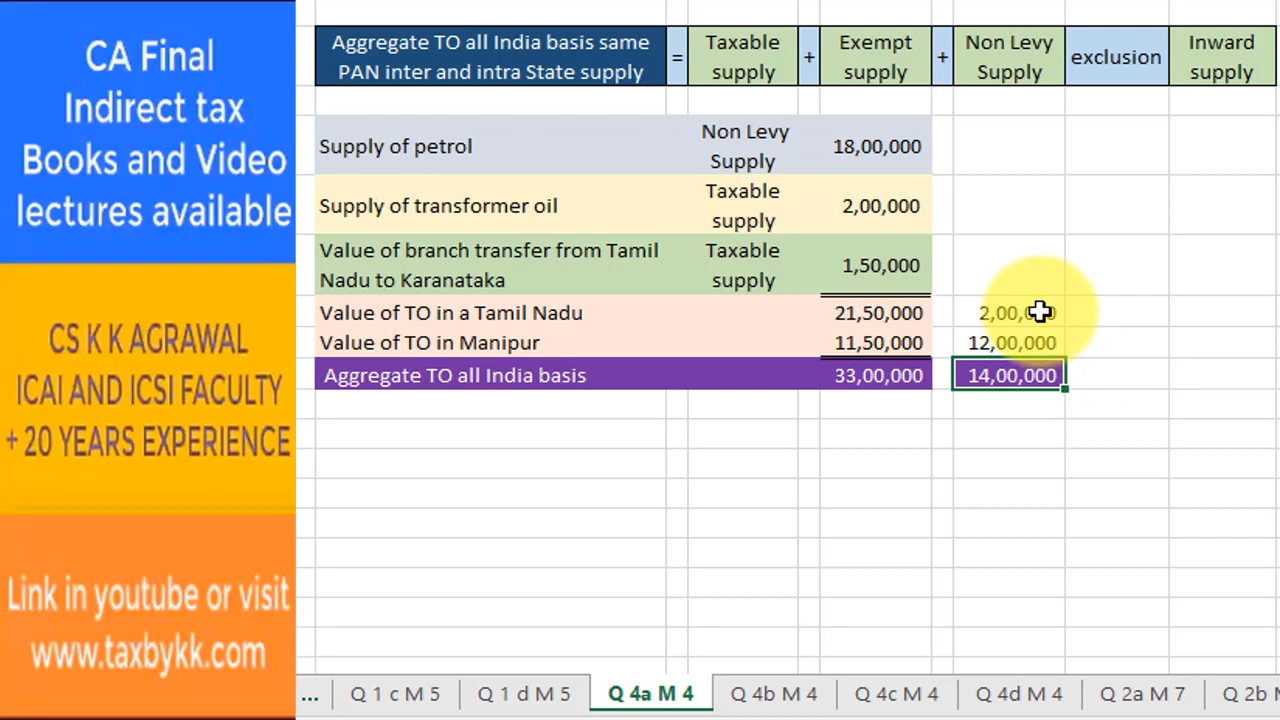 CA Final
Indirect tax
Books and Video
lectures available
CS K K AGRAWAL
ICAI AND ICSI FACULTY
+ 20 YEARS EXPERIENCE
Link in youtube or visit
www.taxbykk.com
Aggregate TO all India basis same
PAN inter and intra State supply
=
Taxable
supply
+
Exempt
supply
+
Non Levy
Supply
exclusion
Inward
supply
Supply of petrol
Non Levy
Supply
18,00,000
Supply of transformer oil
Taxable
supply
2,00,000
Value of branch transfer from Tamil
Nadu to Karanataka
Taxable
supply
1,50,000
Value of TO in a Tamil Nadu 21,50,000
Value of TO in Manipur 11,50,000 12,00,000
Aggregate TO all India basis 33,00,000 14,00,000
... Q 1 c M 5 Q 1 d M 5 Q 4a M 4 Q 4b M 4 Q 4c M 4 Q 4d M 4 Q 2a M 7 Q 2b